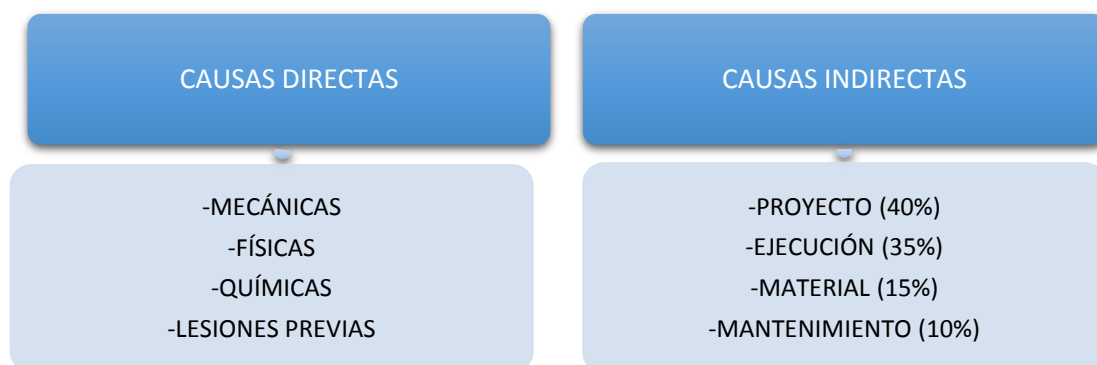 CAUSAS DIRECTAS
-MECÁNICAS
-FÍSICAS
-QUÍMICAS
-LESIONES PREVIAS
CAUSAS INDIRECTAS
-PROYECTO (40%)
-EJECUCIÓN (35%)
-MATERIAL (15%)
-MANTENIMIENTO (10%)